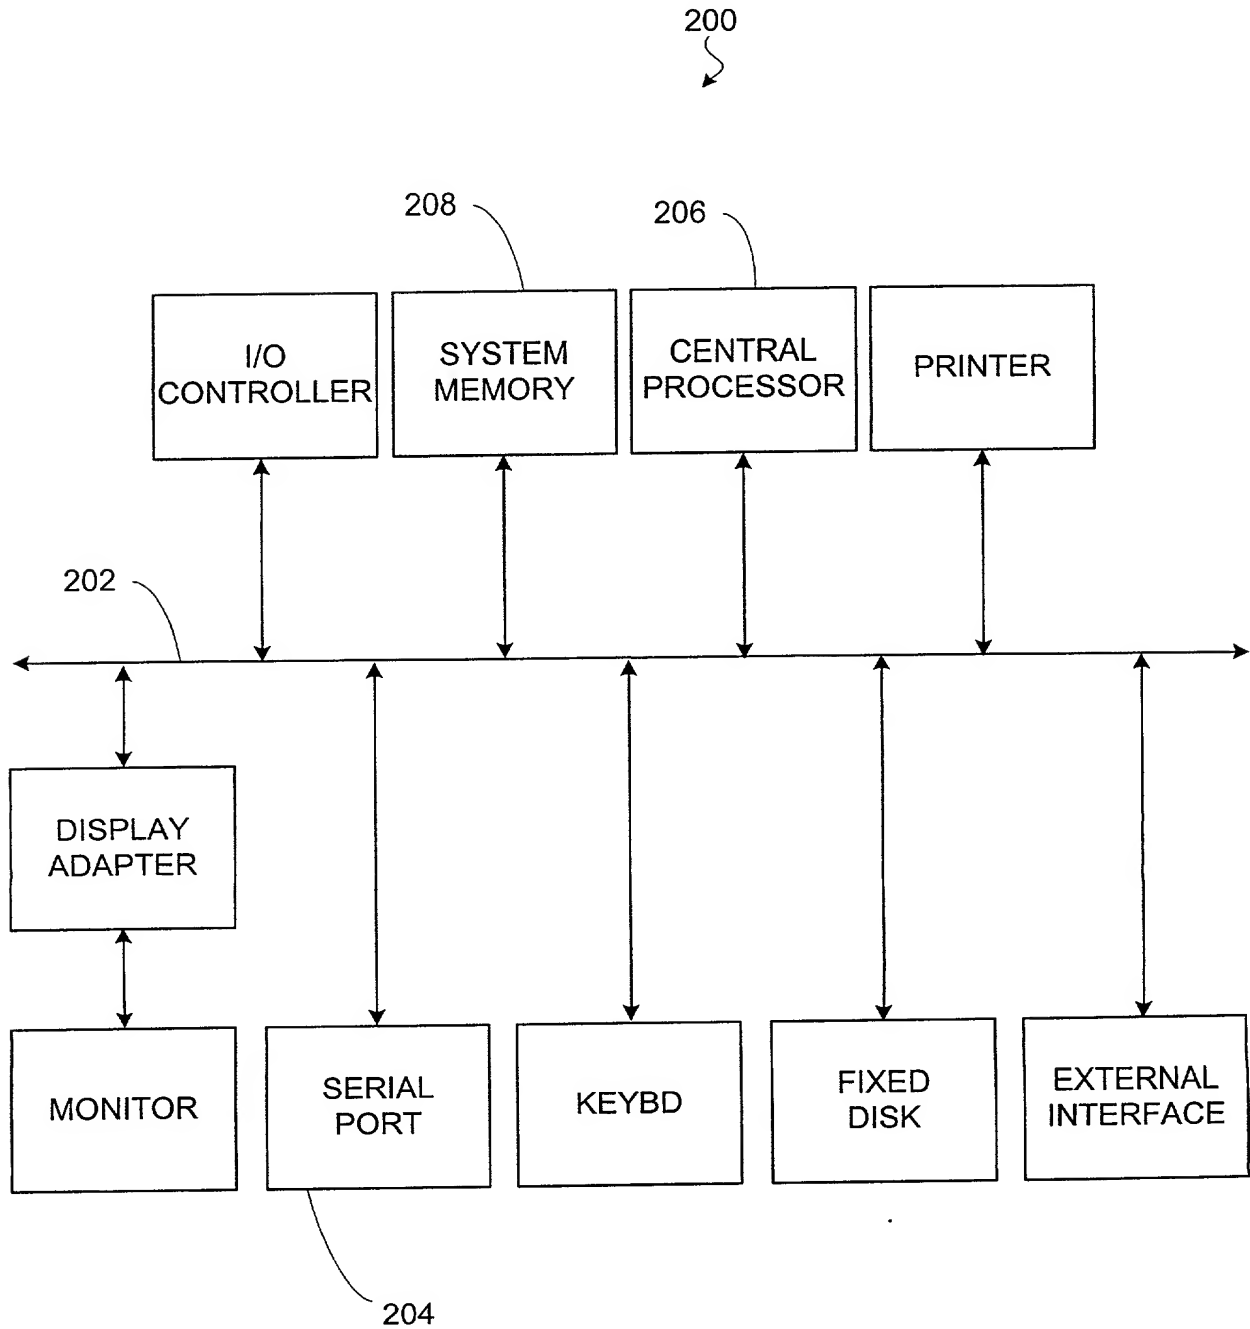 200
208
206
I/O
CONTROLLER
SYSTEM
MEMORY
CENTRAL
PROCESSOR
PRINTER
202
DISPLAY
ADAPTER
MONITOR
SERIAL
PORT
KEYBD
FIXED
DISK
EXTERNAL
INTERFACE
204